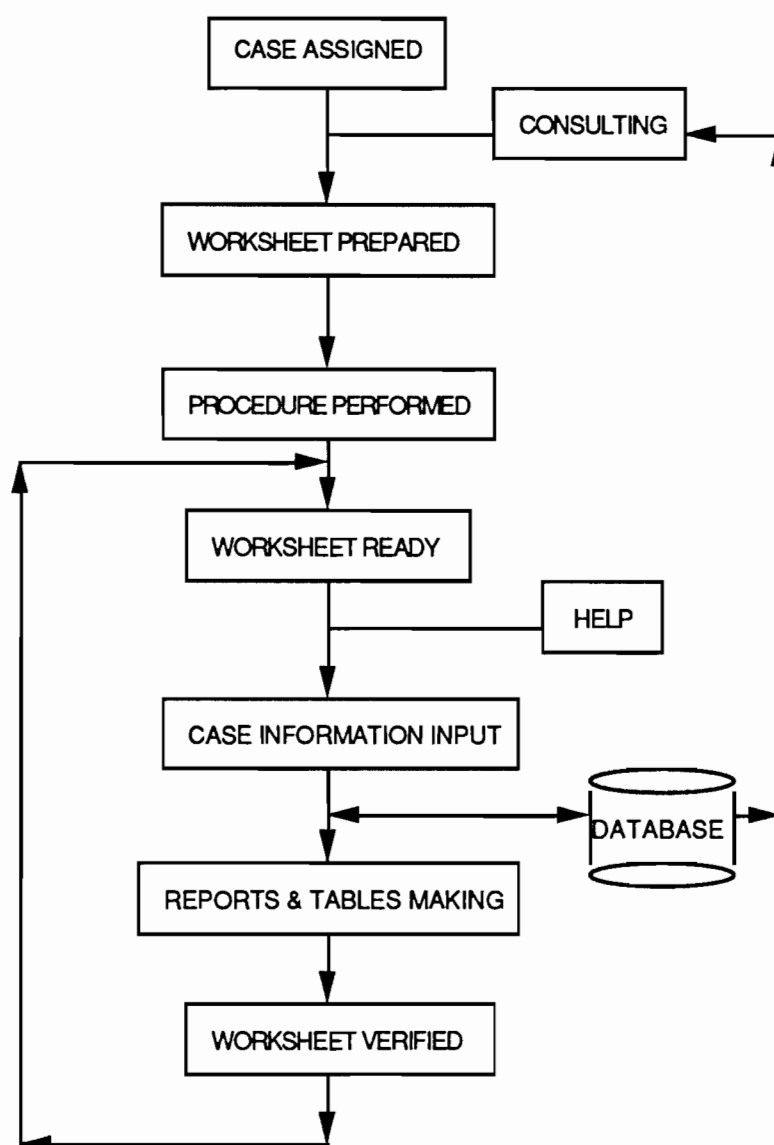 CASE ASSIGNED
CONSULTING
WORKSHEET PREPARED
PROCEDURE PERFORMED
WORKSHEET READY
HELP
CASE INFORMATION INPUT
DATABASE
REPORTS & TABLES MAKING
WORKSHEET VERIFIED